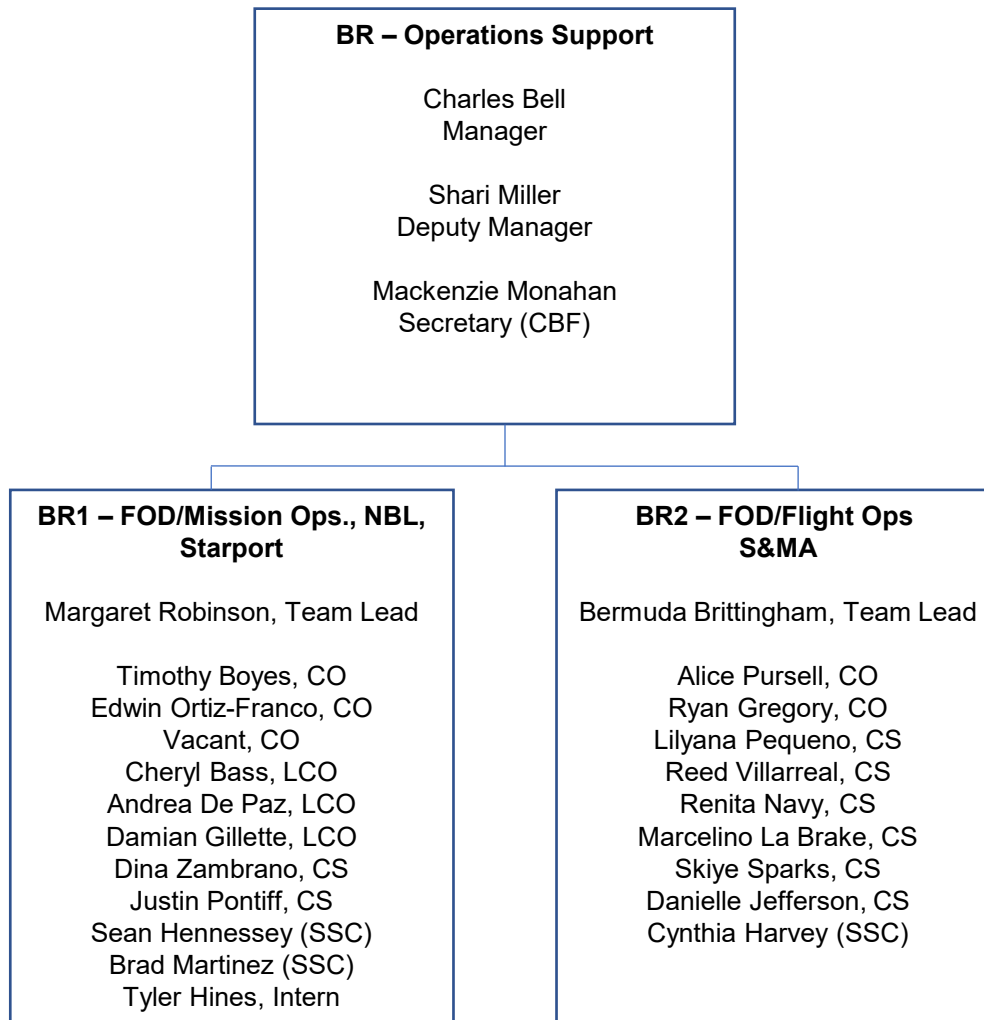 BR – Operations Support
Charles Bell
Manager
Shari Miller
Deputy Manager
Mackenzie Monahan
Secretary (CBF)
BR1 – FOD/Mission Ops., NBL,
Starport
Margaret Robinson, Team Lead
Timothy Boyes, CO
Edwin Ortiz-Franco, CO
Vacant, CO
Cheryl Bass, LCO
Andrea De Paz, LCO
Damian Gillette, LCO
Dina Zambrano, CS
Justin Pontiff, CS
Sean Hennessey (SSC)
Brad Martinez (SSC)
Tyler Hines, Intern
BR2 – FOD/Flight Ops
S&MA
Bermuda Brittingham, Team Lead
Alice Pursell, CO
Ryan Gregory, CO
Lilyana Pequeno, CS
Reed Villarreal, CS
Renita Navy, CS
Marcelino La Brake, CS
Skiye Sparks, CS
Danielle Jefferson, CS
Cynthia Harvey (SSC)